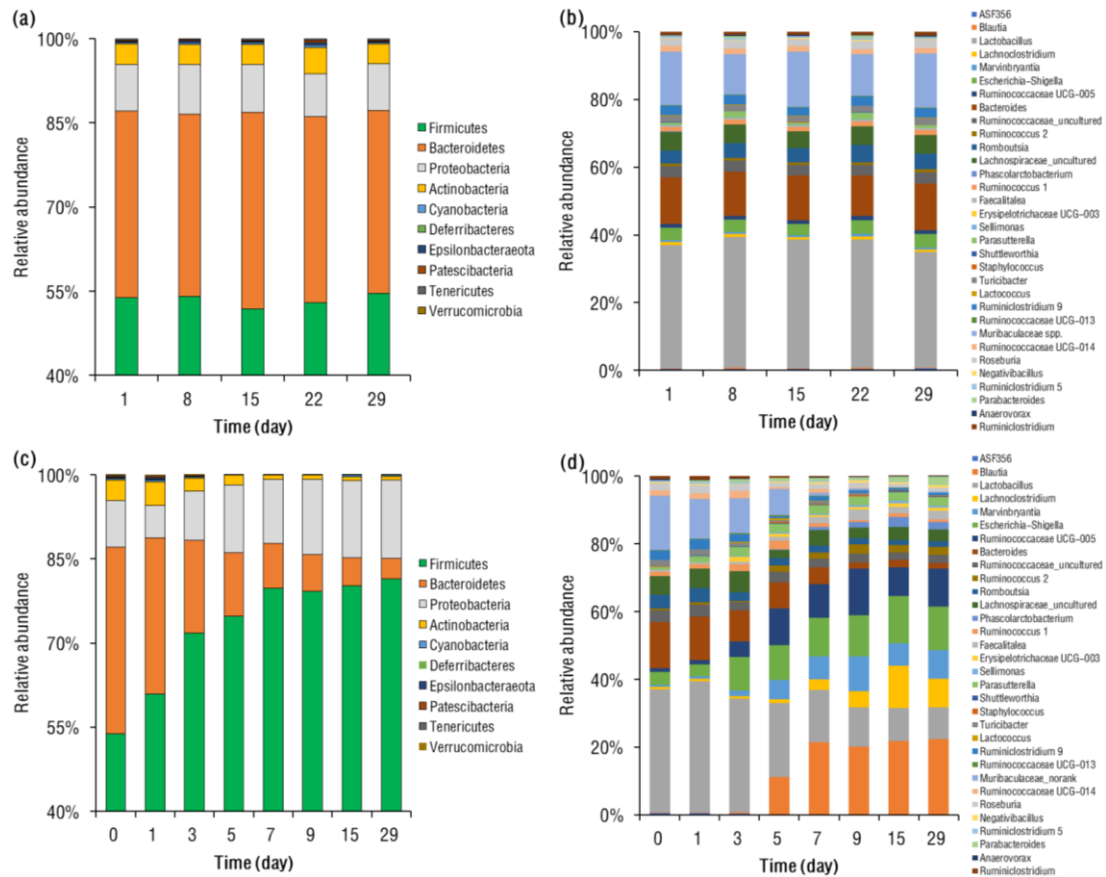 (a)
100%
85%
70%
55%
40%
Relative abundance
1 8 15 22 29
Time (day)
Firmicutes
Bacteroidetes
Proteobacteria
Actinobacteria
Cyanobacteria
Deferribacteres
Epsilonbacteraeota
Patescibacteria
Tenericutes
Verrucomicrobia
(b)
100%
80%
60%
40%
20%
0%
Relative abundance
1 8 15 22 29
Time (day)
ASF356
Blautia
Lactobacillus
Lachnoclostridium
Marvinbryantia
Escherichia-Shigella
Ruminococcaceae UCG-005
Bacteroides
Ruminococcaceae_uncultured
Ruminococcus 2
Romboutsia
Lachnospiraceae_uncultured
Phascolarctobacterium
Ruminococcus 1
Faecalitalea
Erysipelotrichaceae UCG-003
Sellimonas
Parasutterella
Shuttleworthia
Staphylococcus
Turicibacter
Lactococcus
Ruminiclostridium 9
Ruminococcaceae UCG-013
Muribaculaceae spp.
Ruminococcaceae UCG-014
Roseburia
Negativibacillus
Ruminiclostridium 5
Parabacteroides
Anaerovorax
Ruminiclostridium
(c)
100%
85%
70%
55%
40%
Relative abundance
0 1 3 5 7 9 15 29
Time (day)
Firmicutes
Bacteroidetes
Proteobacteria
Actinobacteria
Cyanobacteria
Deferribacteres
Epsilonbacteraeota
Patescibacteria
Tenericutes
Verrucomicrobia
(d)
100%
80%
60%
40%
20%
0%
Relative abundance
0 1 3 5 7 9 15 29
Time (day)
ASF356
Blautia
Lactobacillus
Lachnoclostridium
Marvinbryantia
Escherichia-Shigella
Ruminococcaceae UCG-005
Bacteroides
Ruminococcaceae_uncultured
Ruminococcus 2
Romboutsia
Lachnospiraceae_uncultured
Phascolarctobacterium
Ruminococcus 1
Faecalitalea
Erysipelotrichaceae UCG-003
Sellimonas
Parasutterella
Shuttleworthia
Staphylococcus
Turicibacter
Lactococcus
Ruminiclostridium 9
Ruminococcaceae UCG-013
Muribaculaceae_norank
Ruminococcaceae UCG-014
Roseburia
Negativibacillus
Ruminiclostridium 5
Parabacteroides
Anaerovorax
Ruminiclostridium